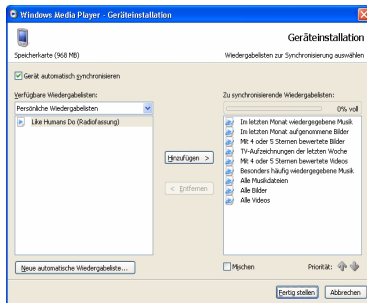 Windows Media Player - Geräteinstallation
Geräteinstallation
Speicherkarte (968 MB)
Wiedergabelisten zur Synchronisierung auswählen
Gerät automatisch synchronisieren
Verfügbare Wiedergabelisten:
Persönliche Wiedergabelisten
Like Humans Do (Radiofassung)
Hinzufügen >
< Entfernen
Neue automatische Wiedergabeliste...
Zu synchronisierende Wiedergabelisten:
0% voll
Im letzten Monat wiedergegebene Musik
Im letzten Monat aufgenommene Bilder
Mit 4 oder 5 Sternen bewertete Bilder
TV-Aufzeichnungen der letzten Woche
Mit 4 oder 5 Sternen bewertete Videos
Besonders häufig wiedergegebene Musik
Alle Musikdateien
Alle Bilder
Alle Videos
Mischen
Priorität:
Fertig stellen
Abbrechen